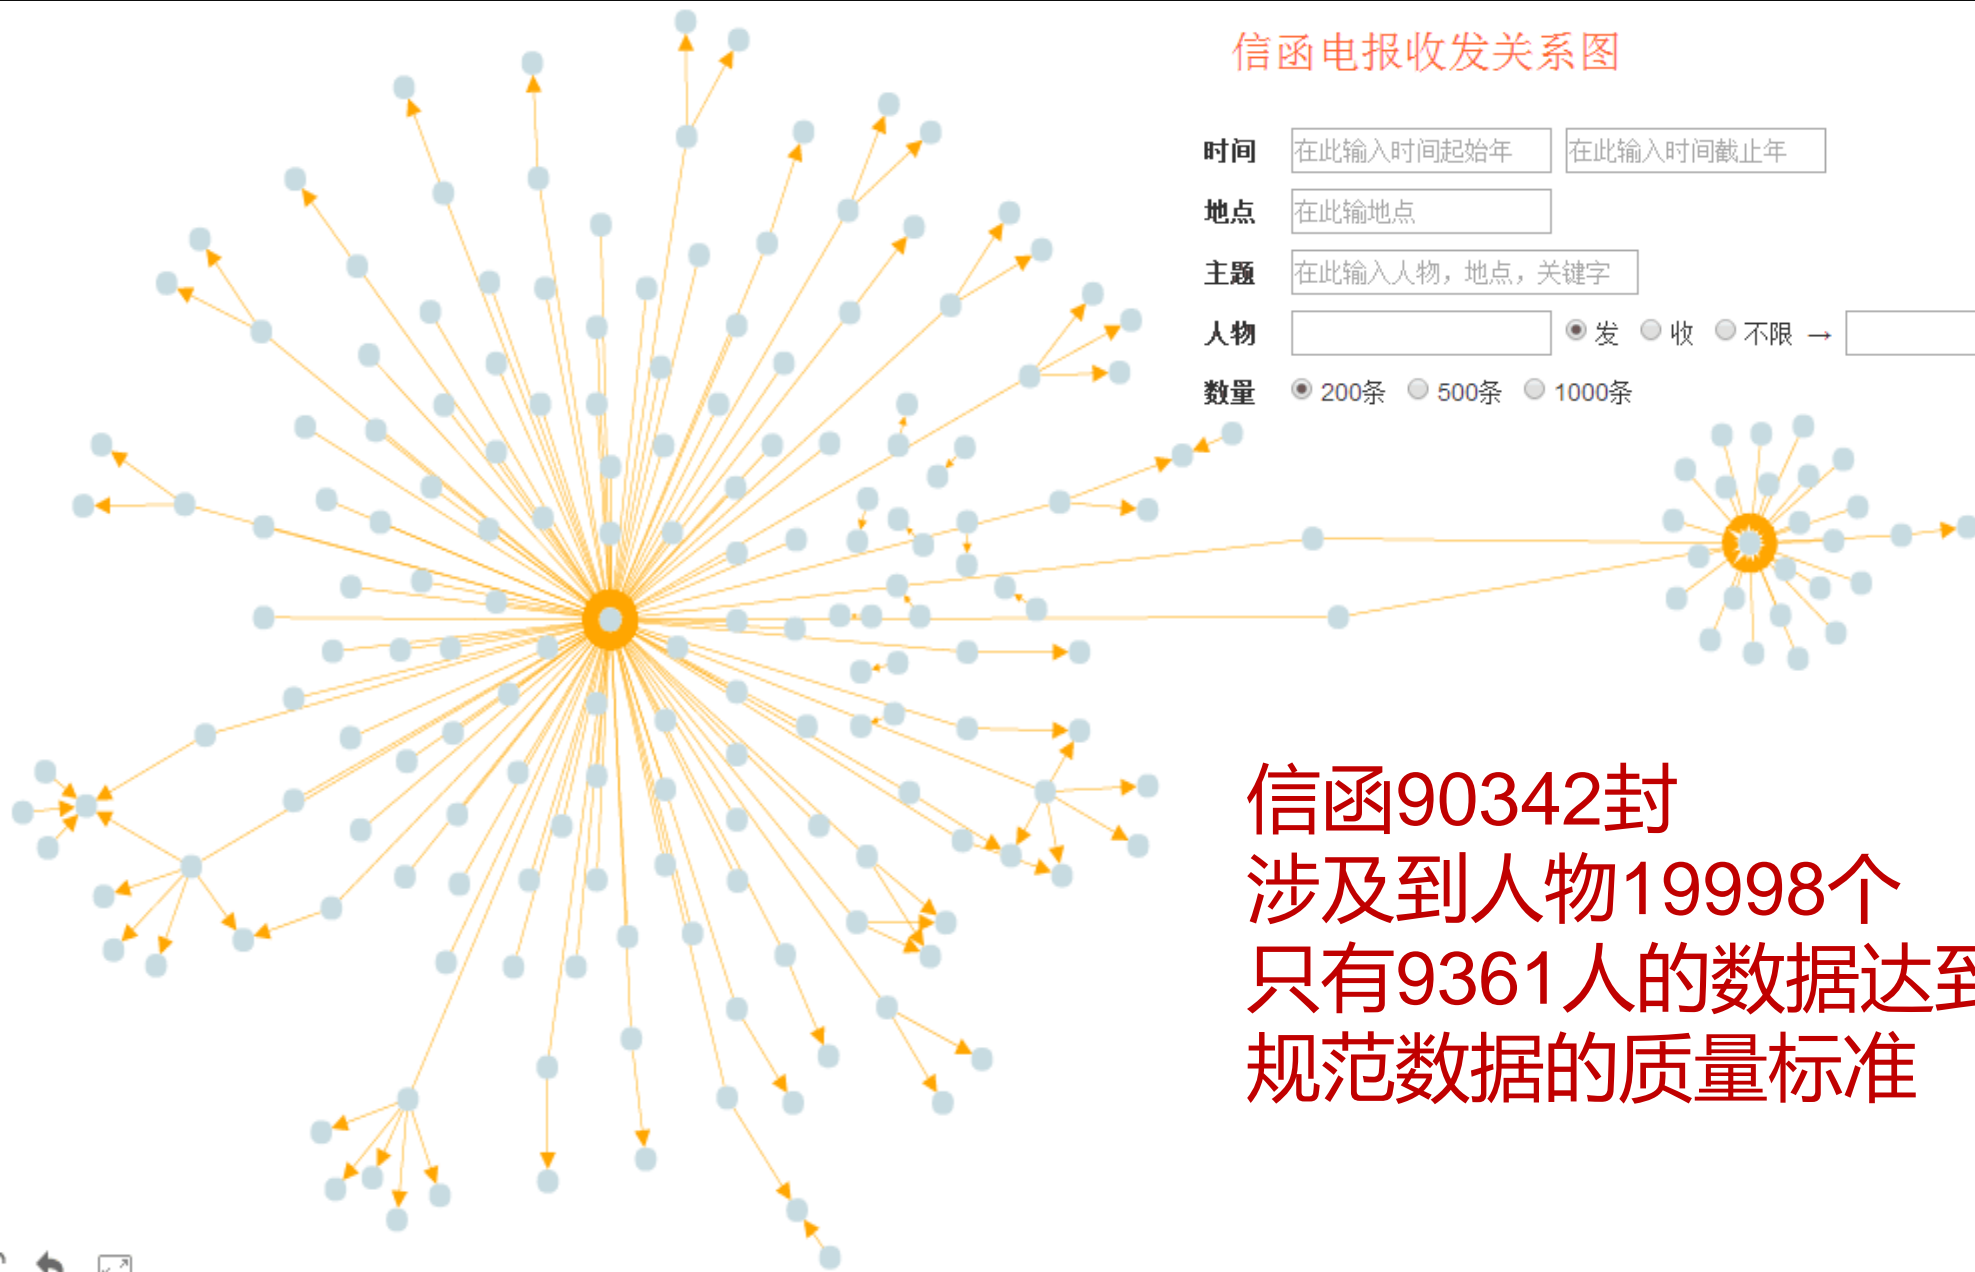 信函电报收发关系图
时间 在此输入时间起始年 在此输入时间截止年
地点 在此输地点
主题 在此输入人物，地点，关键字
人物 发 收 不限 →
数量 200条 500条 1000条
信函90342封
涉及到人物19998个
只有9361人的数据达到
规范数据的质量标准